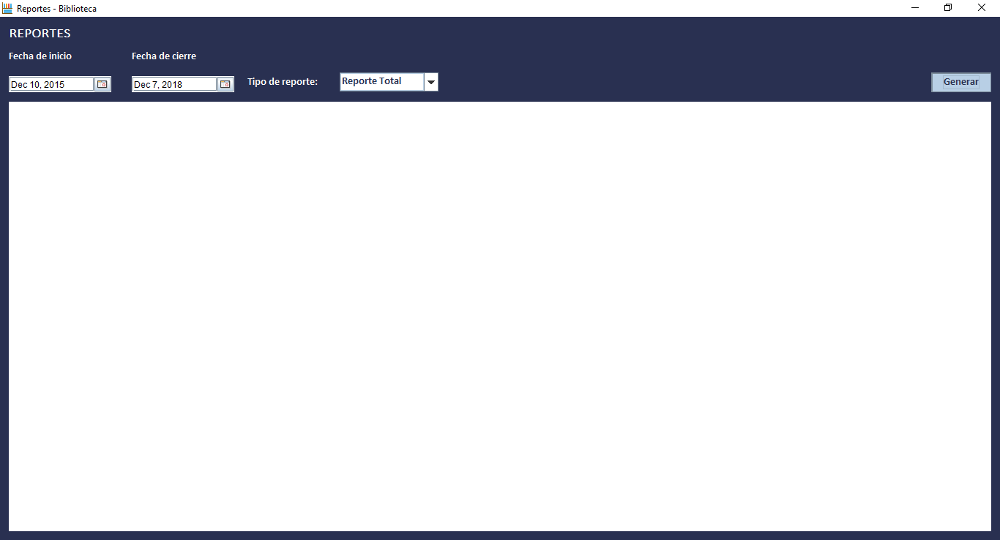 Reportes - Biblioteca
REPORTES
Fecha de inicio
Fecha de cierre
Dec 10, 2015
Dec 7, 2018
Tipo de reporte:
Reporte Total
Generar